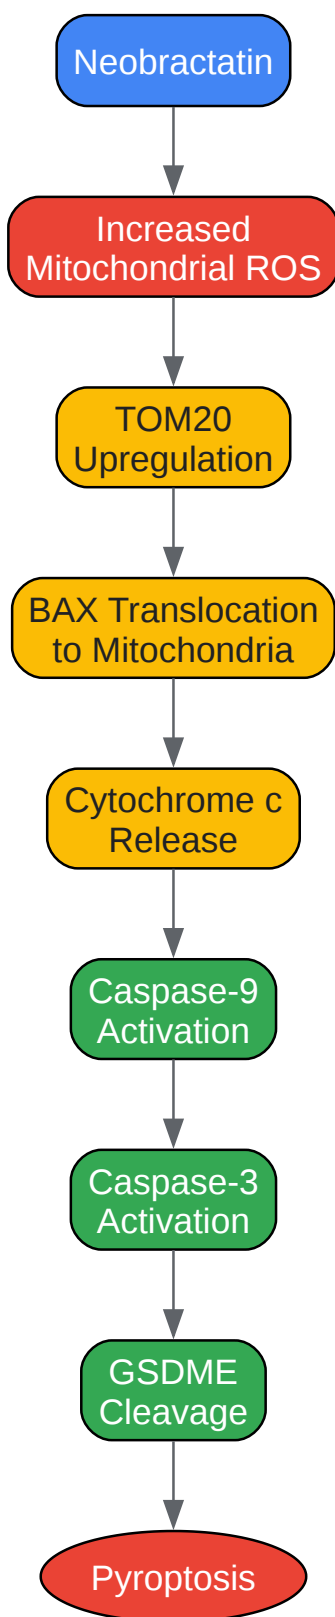 Neobractatin
Increased
Mitochondrial ROS
TOM20
Upregulation
BAX Translocation
to Mitochondria
Cytochrome c
Release
Caspase-9
Activation
Caspase-3
Activation
GSDME
Cleavage
Pyroptosis